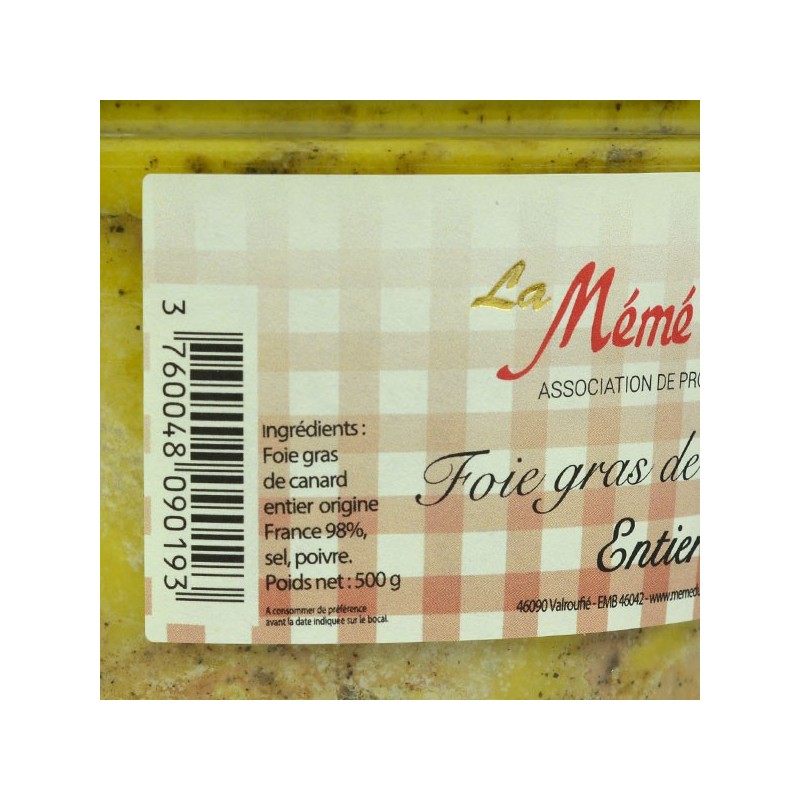 La Mémé
ASSOCIATION DE PRO
Foie gras de
Entier
46090 Valroufié - EMB 46042 - www.memedu
Ingrédients :
Foie gras
de canard
entier origine
France 98%,
sel, poivre.
Poids net : 500 g
A consommer de préférence
avant la date indiquée sur le bocal.
3 760048 090193